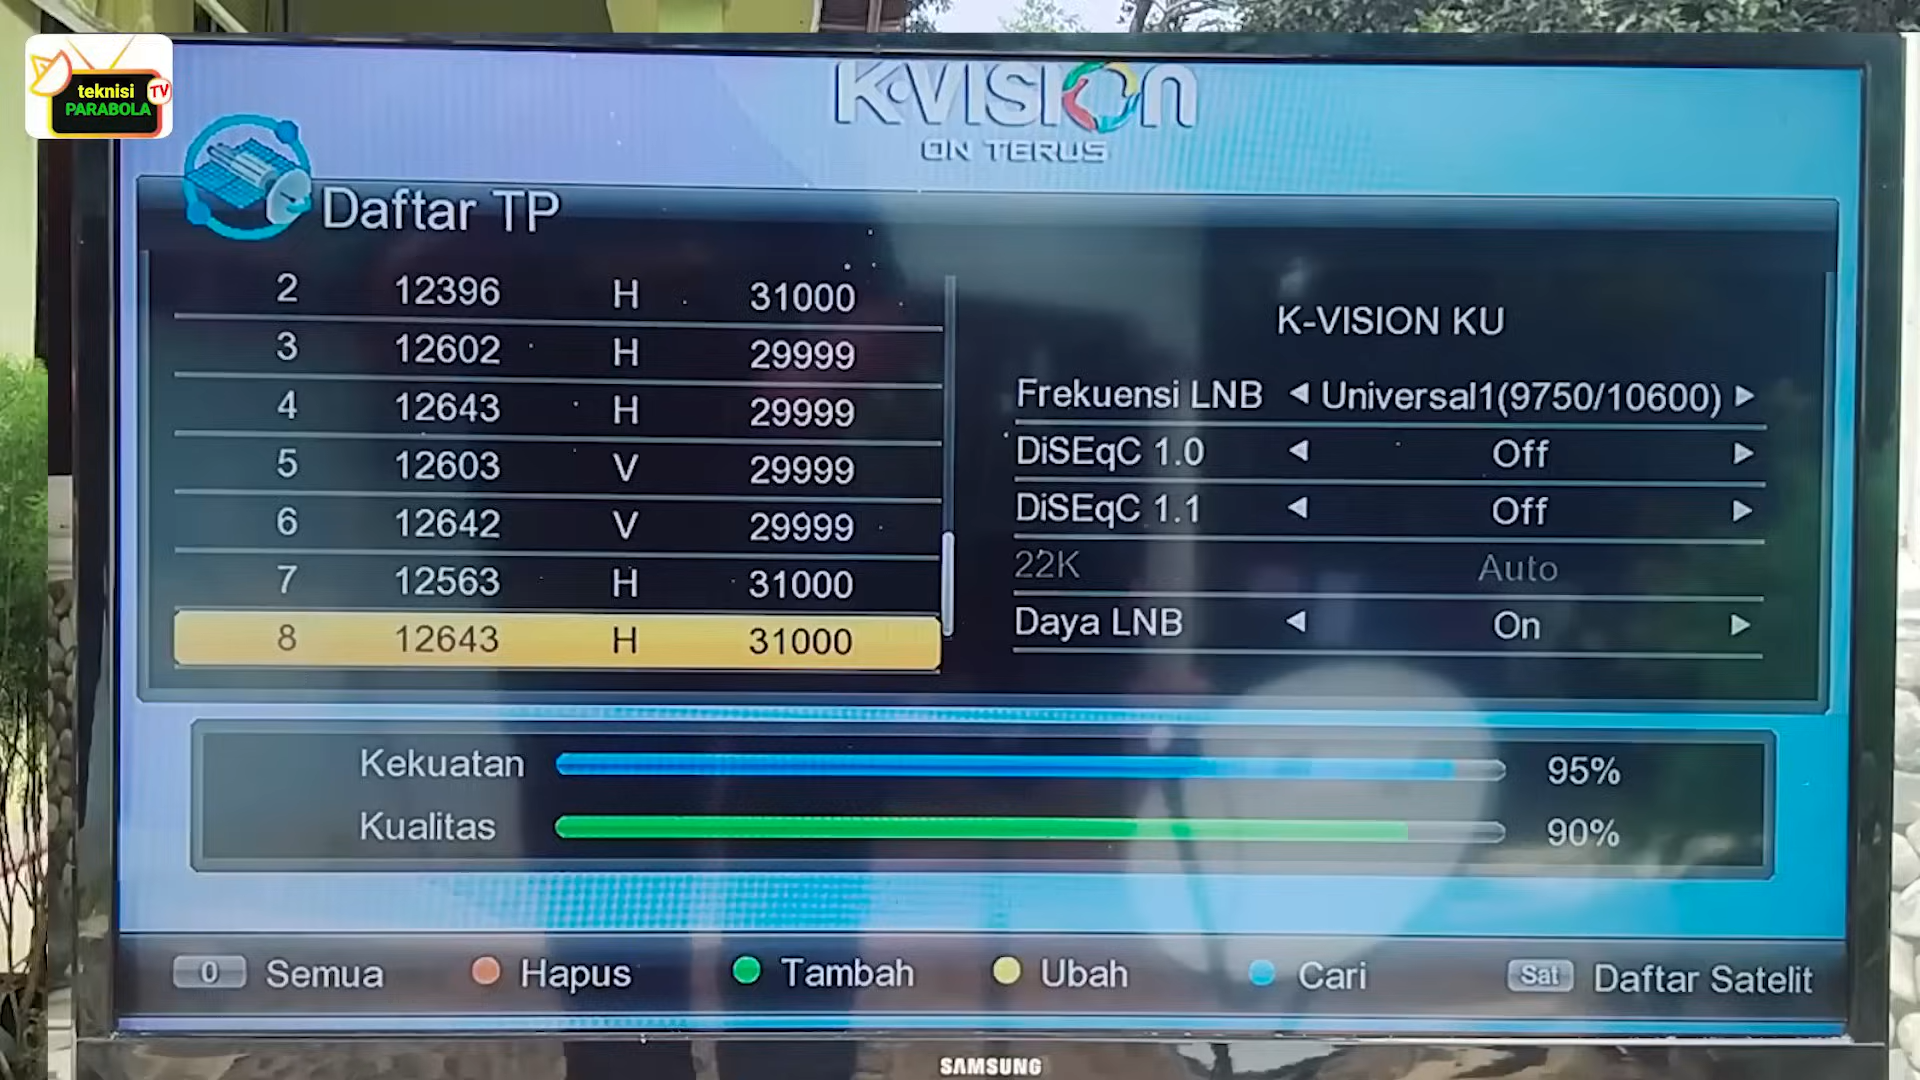 teknisi TV
PARABOLA
K-VISION
ON TERUS
Daftar TP
2 12396 H 31000
3 12602 H 29999
4 12643 H 29999
5 12603 V 29999
6 12642 V 29999
7 12563 H 31000
8 12643 H 31000
K-VISION KU
Frekuensi LNB Universal1(9750/10600)
DiSEqC 1.0 Off
DiSEqC 1.1 Off
22K Auto
Daya LNB On
Kekuatan 95%
Kualitas 90%
0 Semua Hapus Tambah Ubah Cari Sat Daftar Satelit
SAMSUNG